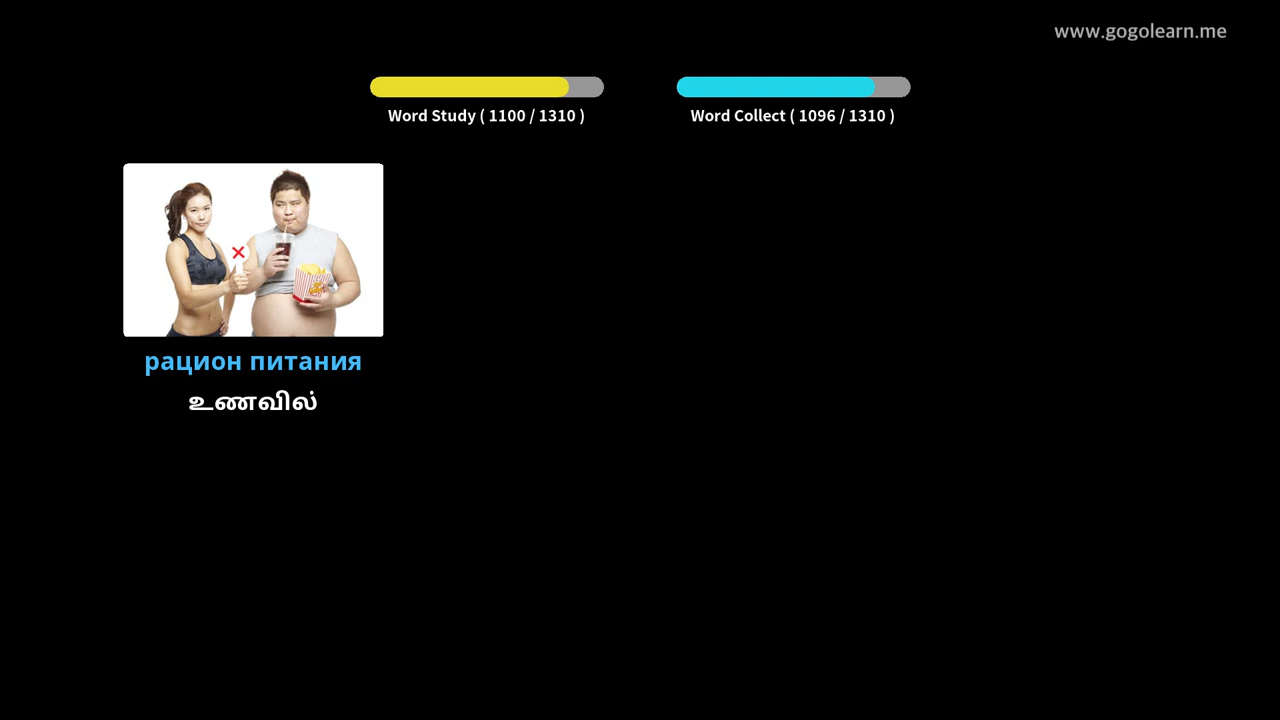 www.gogolearn.me
Word Study ( 1100 / 1310 )
Word Collect ( 1096 / 1310 )
рацион питания
உணவில்